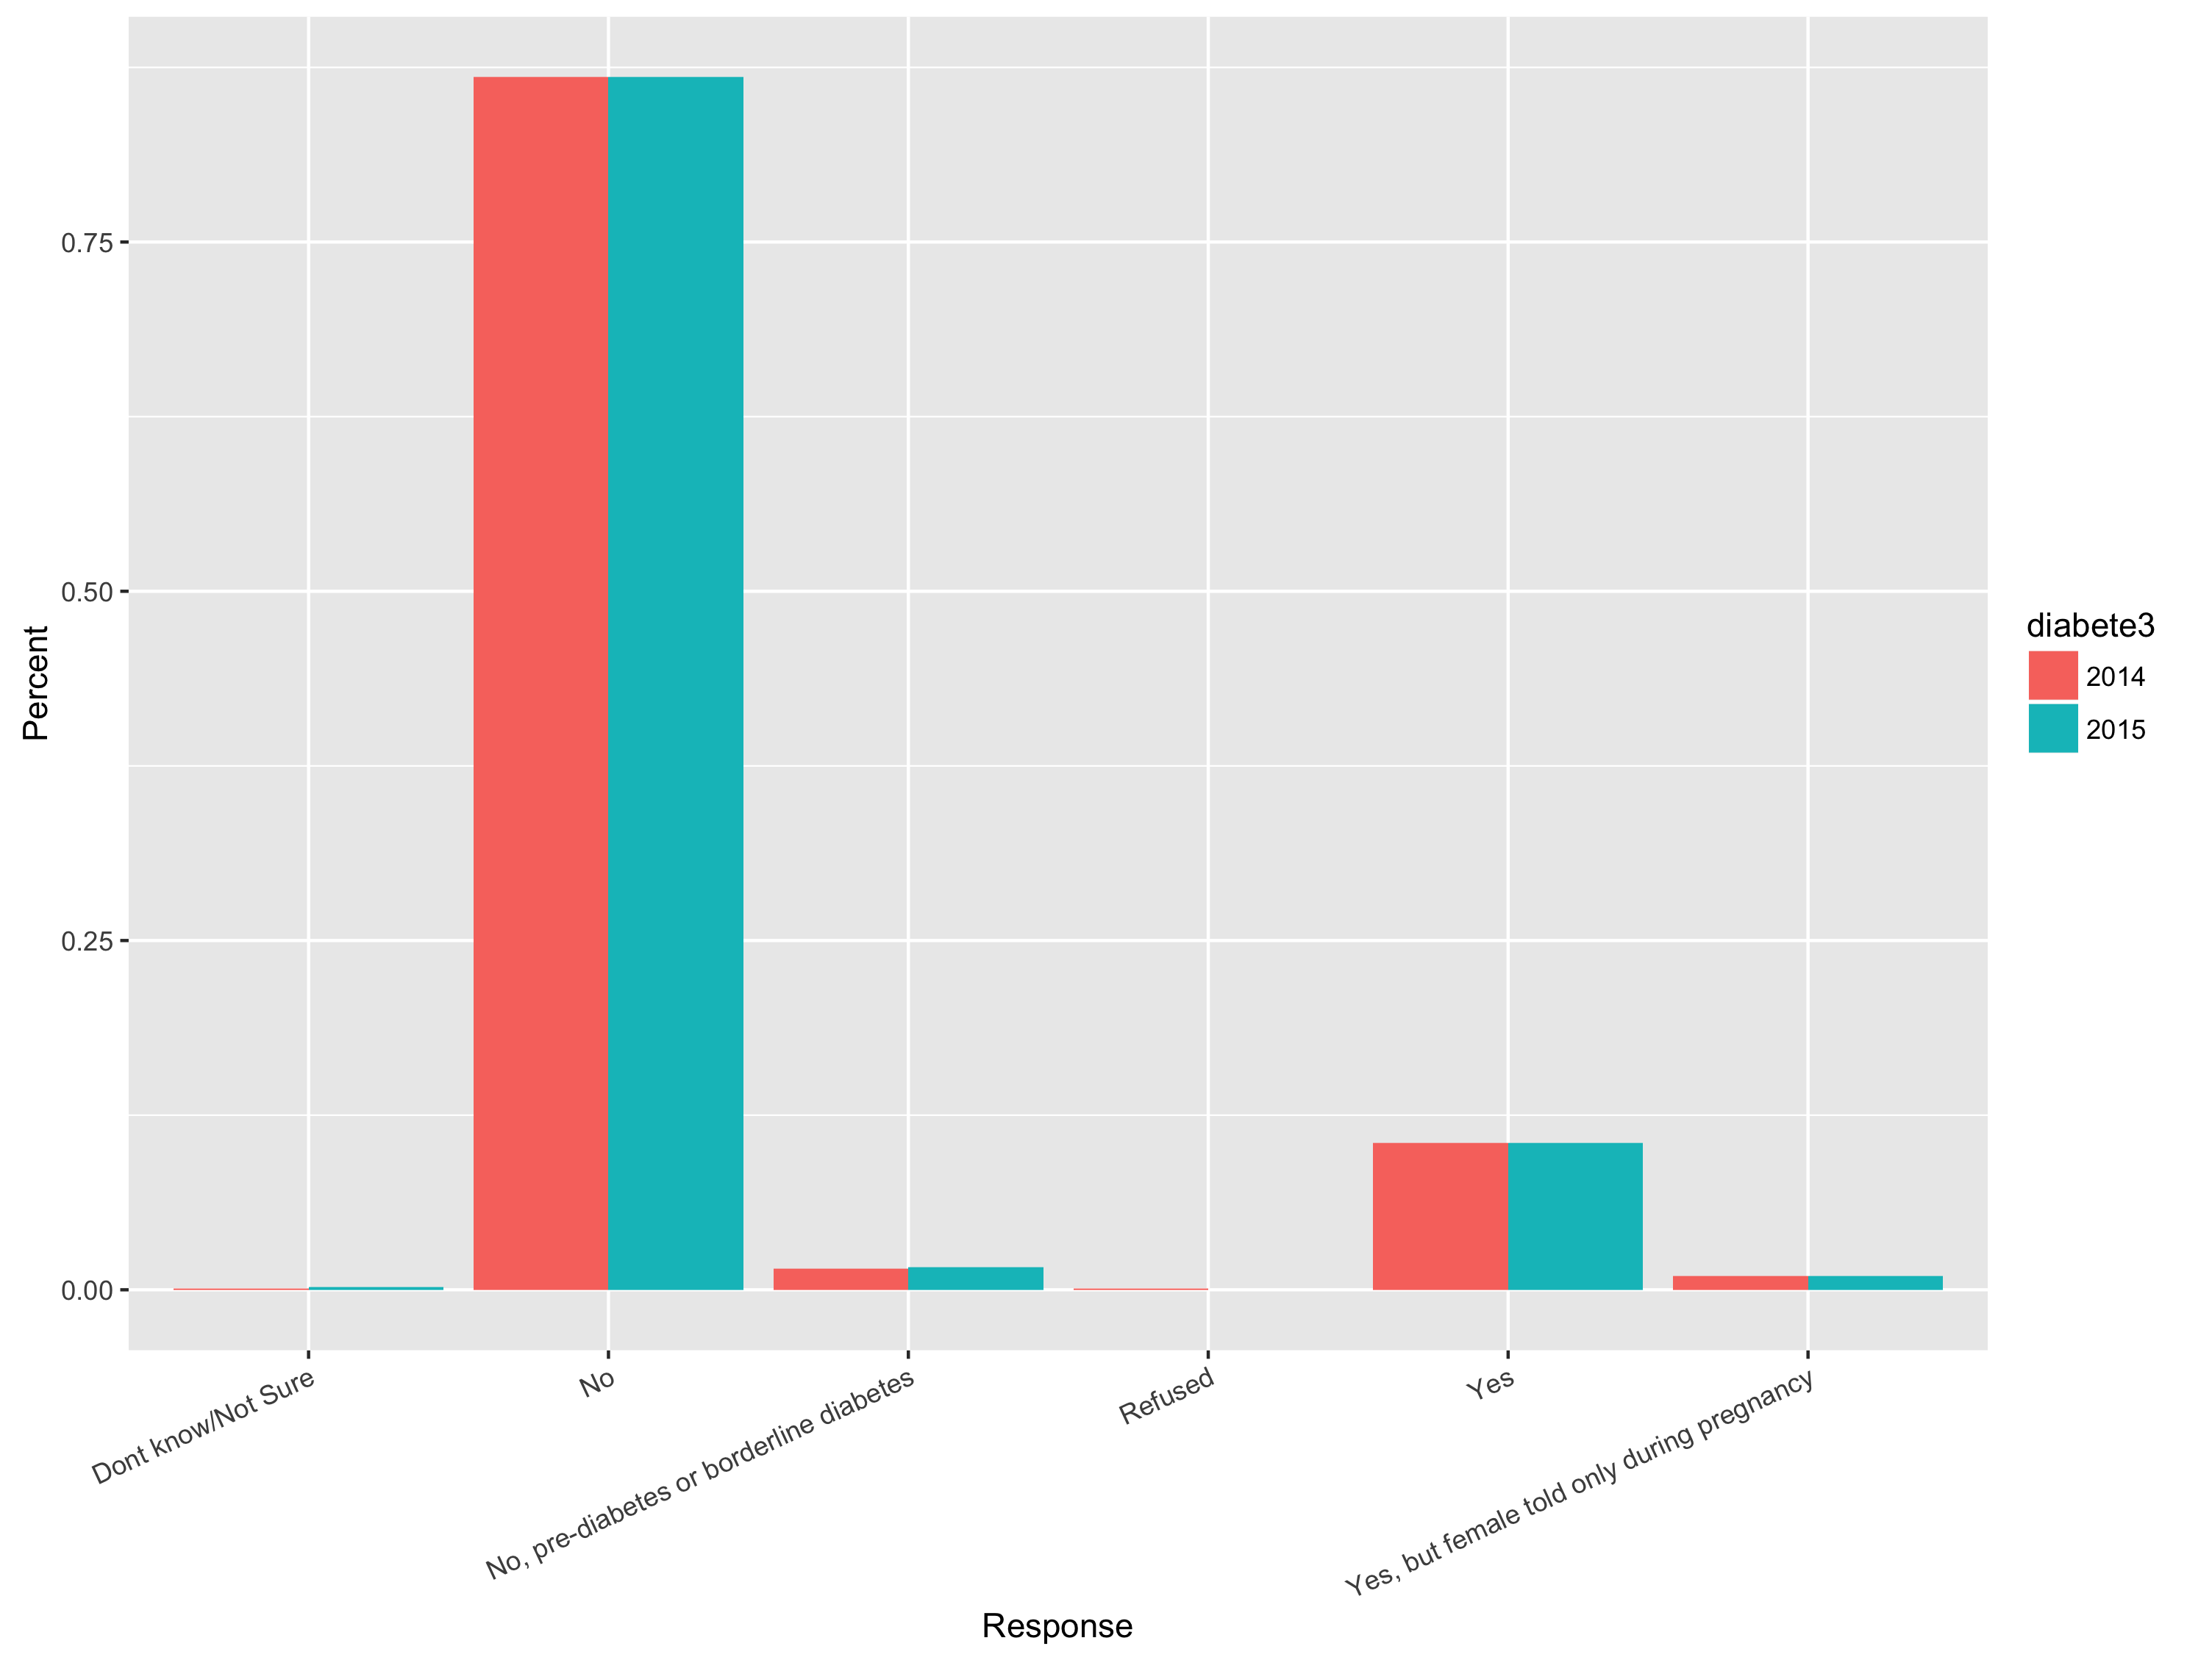 Percent
0.75
0.50
0.25
0.00
Dont know/Not Sure
No
No, pre-diabetes or borderline diabetes
Refused
Yes
Yes, but female told only during pregnancy
Response
diabete3
2014
2015